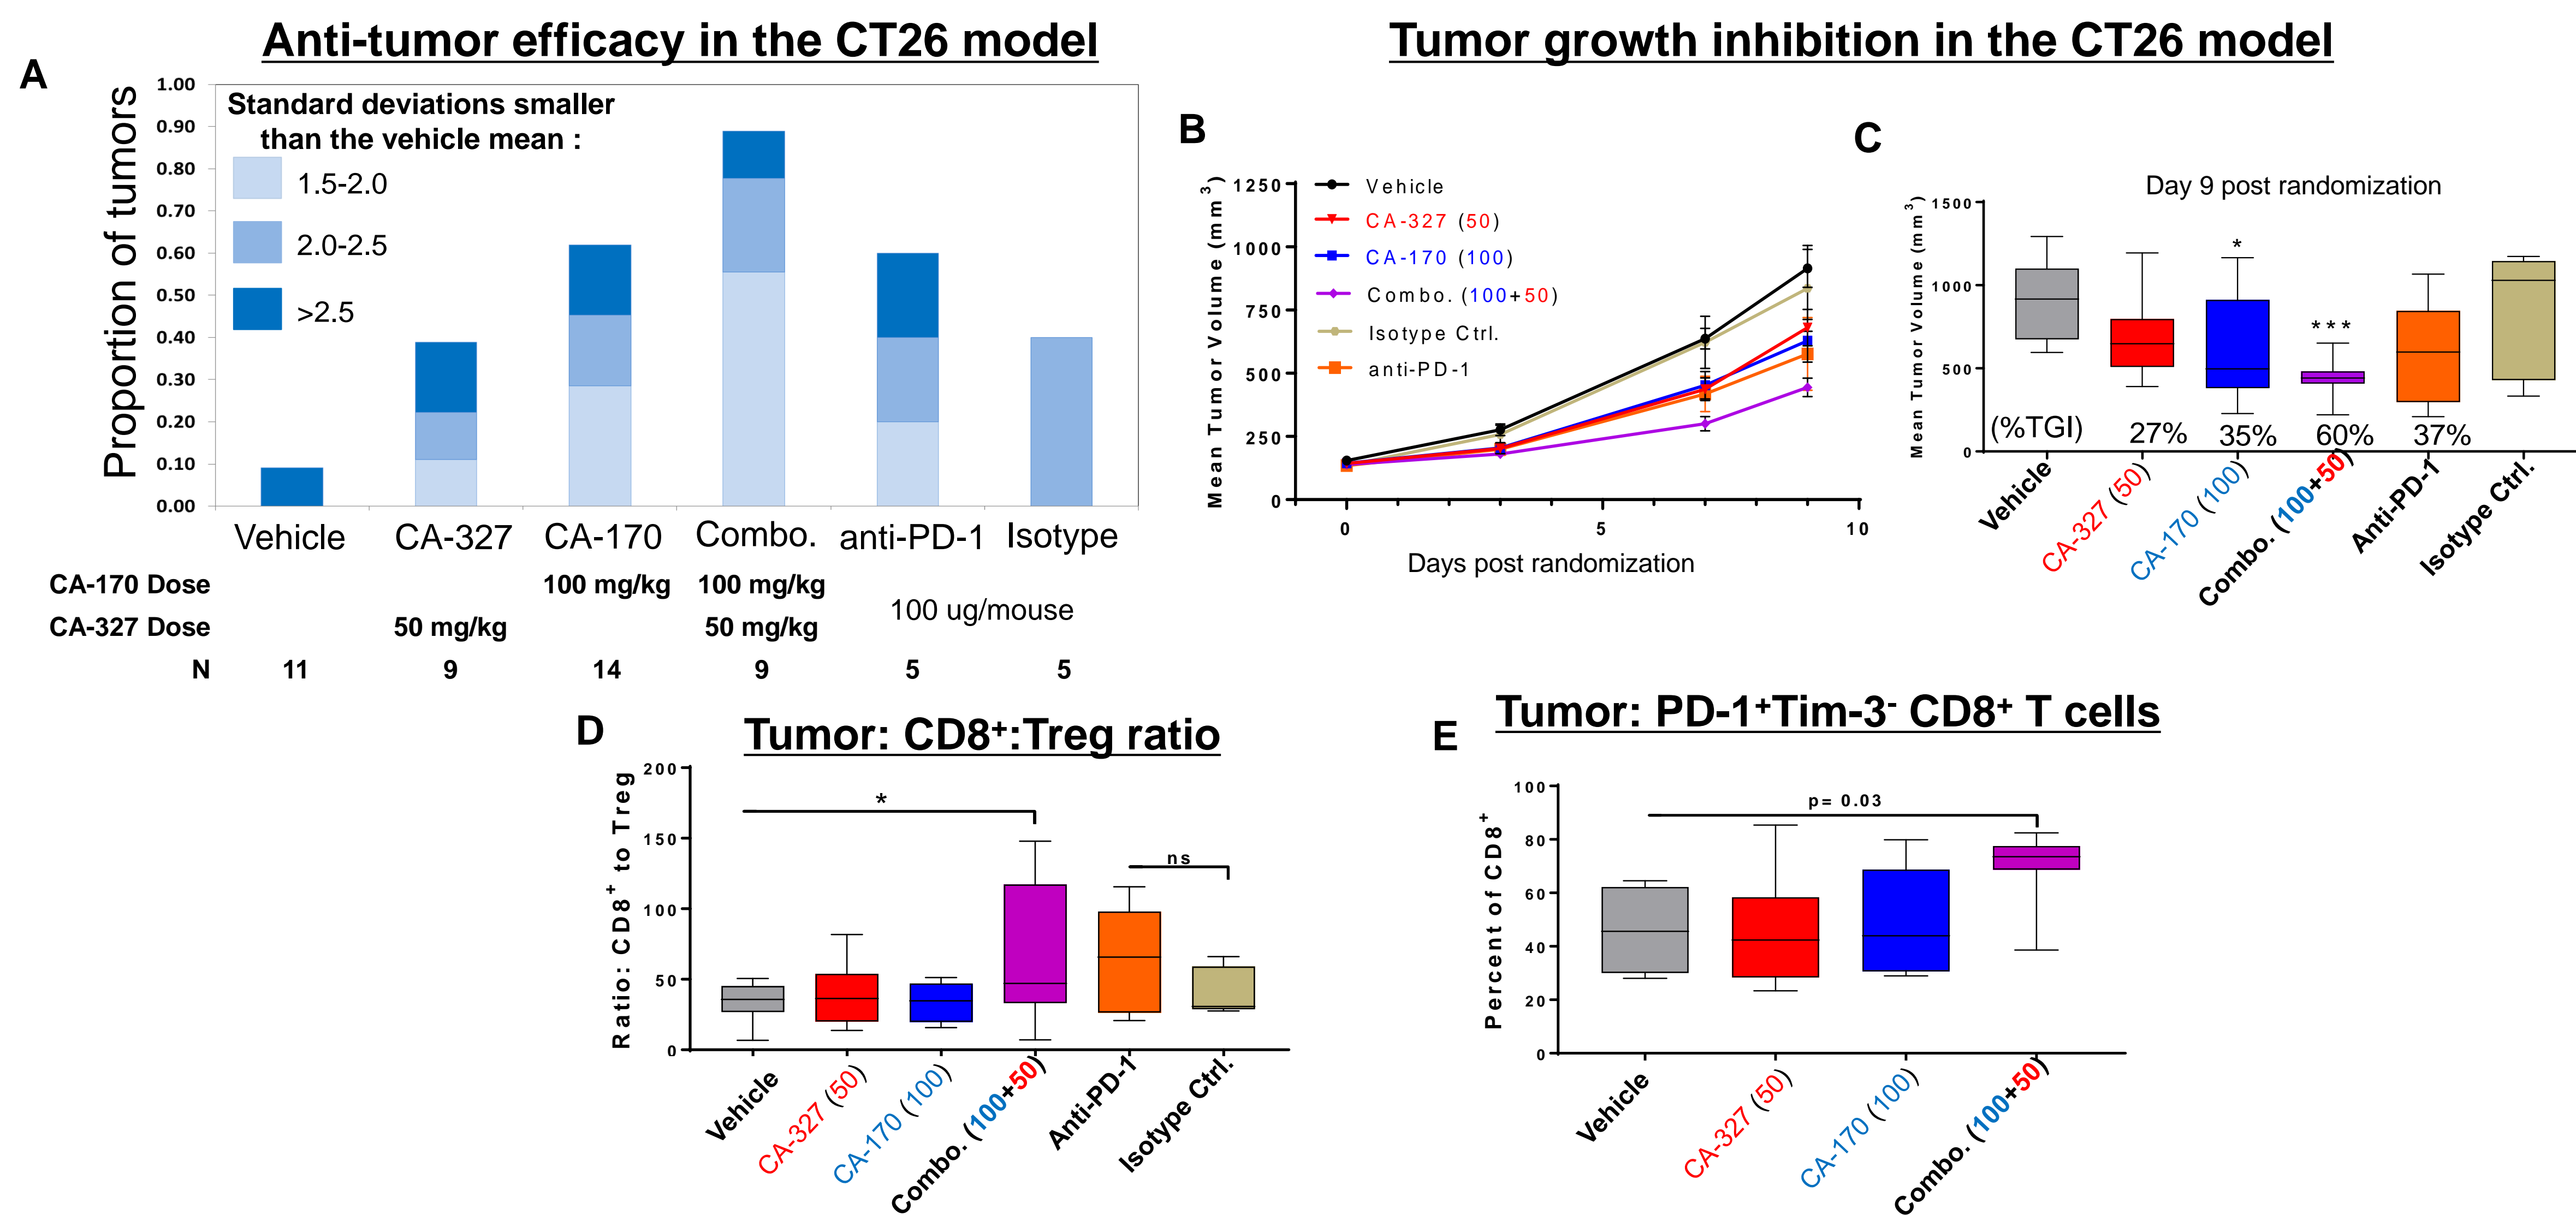 Anti-tumor efficacy in the CT26 model
Tumor growth inhibition in the CT26 model
A
Proportion of tumors
1.00
0.90
0.80
0.70
0.60
0.50
0.40
0.30
0.20
0.10
0.00
Standard deviations smaller
than the vehicle mean :
1.5-2.0
2.0-2.5
>2.5
Vehicle CA-327 CA-170 Combo. anti-PD-1 Isotype
CA-170 Dose 100 mg/kg 100 mg/kg
100 ug/mouse
CA-327 Dose 50 mg/kg 50 mg/kg
N 11 9 14 9 5 5
B
Mean Tumor Volume (mm³)
1250
1000
750
500
250
0
Vehicle
CA-327 (50)
CA-170 (100)
Combo. (100+50)
Isotype Ctrl.
anti-PD-1
0 5 10
Days post randomization
C
Day 9 post randomization
Mean Tumor Volume (mm³)
1500
1000
500
0
*
***
(%TGI) 27% 35% 60% 37%
Vehicle
CA-327 (50)
CA-170 (100)
Combo. (100+50)
Anti-PD-1
Isotype Ctrl.
D
Tumor: CD8⁺:Treg ratio
Ratio: CD8⁺ to Treg
200
150
100
50
0
*
ns
Vehicle
CA-327 (50)
CA-170 (100)
Combo. (100+50)
Anti-PD-1
Isotype Ctrl.
E
Tumor: PD-1⁺Tim-3⁻ CD8⁺ T cells
Percent of CD8⁺
100
80
60
40
20
0
p= 0.03
Vehicle
CA-327 (50)
CA-170 (100)
Combo. (100+50)